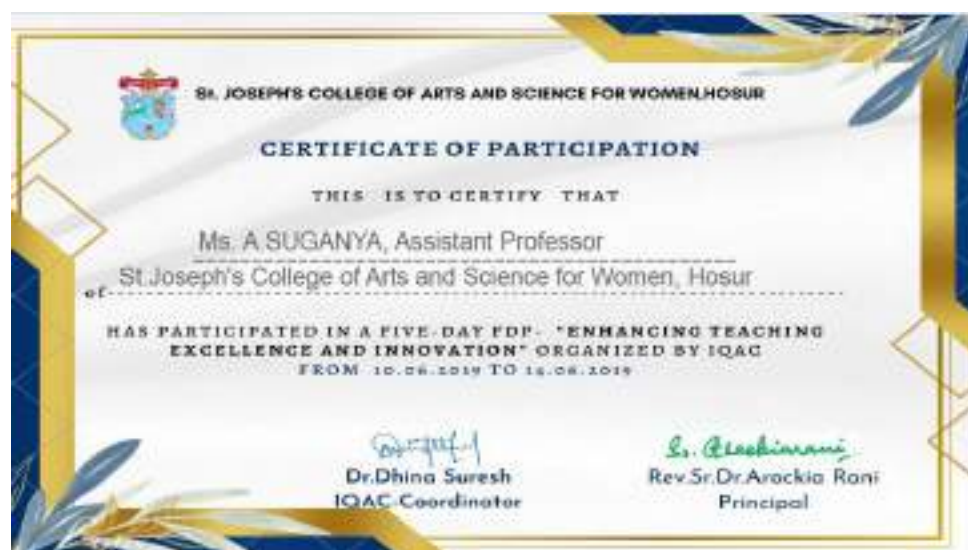 St. JOSEPH'S COLLEGE OF ARTS AND SCIENCE FOR WOMEN,HOSUR
CERTIFICATE OF PARTICIPATION
THIS IS TO CERTIFY THAT
Ms. A SUGANYA, Assistant Professor
of St.Joseph's College of Arts and Science for Women, Hosur
HAS PARTICIPATED IN A FIVE-DAY FDP- "ENHANCING TEACHING
EXCELLENCE AND INNOVATION" ORGANIZED BY IQAC
FROM 10.06.2019 TO 14.06.2019
Dr.Dhina Suresh
IQAC-Coordinator
Rev.Sr.Dr.Arockia Rani
Principal